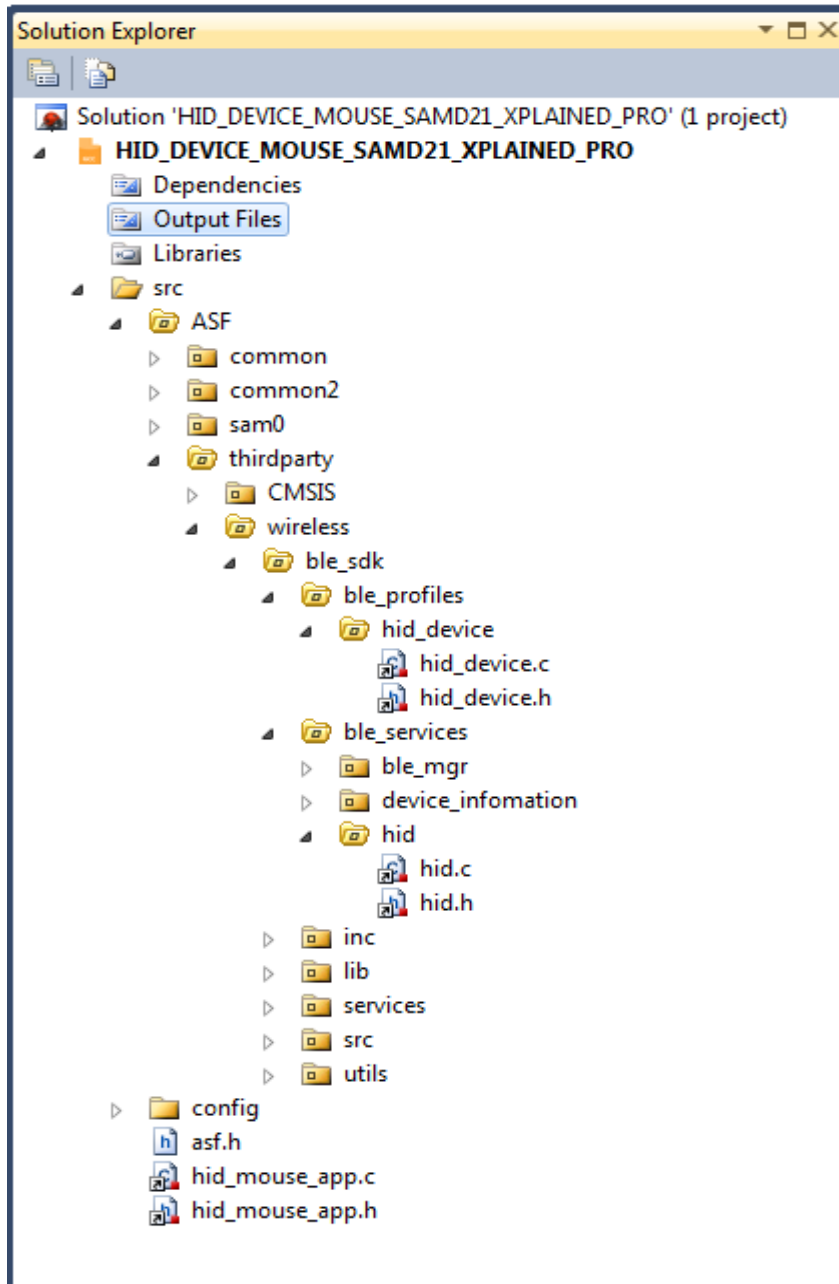 Solution Explorer
Solution 'HID_DEVICE_MOUSE_SAMD21_XPLAINED_PRO' (1 project)
HID_DEVICE_MOUSE_SAMD21_XPLAINED_PRO
Dependencies
Output Files
Libraries
src
ASF
common
common2
sam0
thirdparty
CMSIS
wireless
ble_sdk
ble_profiles
hid_device
hid_device.c
hid_device.h
ble_services
ble_mgr
device_infomation
hid
hid.c
hid.h
inc
lib
services
src
utils
config
asf.h
hid_mouse_app.c
hid_mouse_app.h